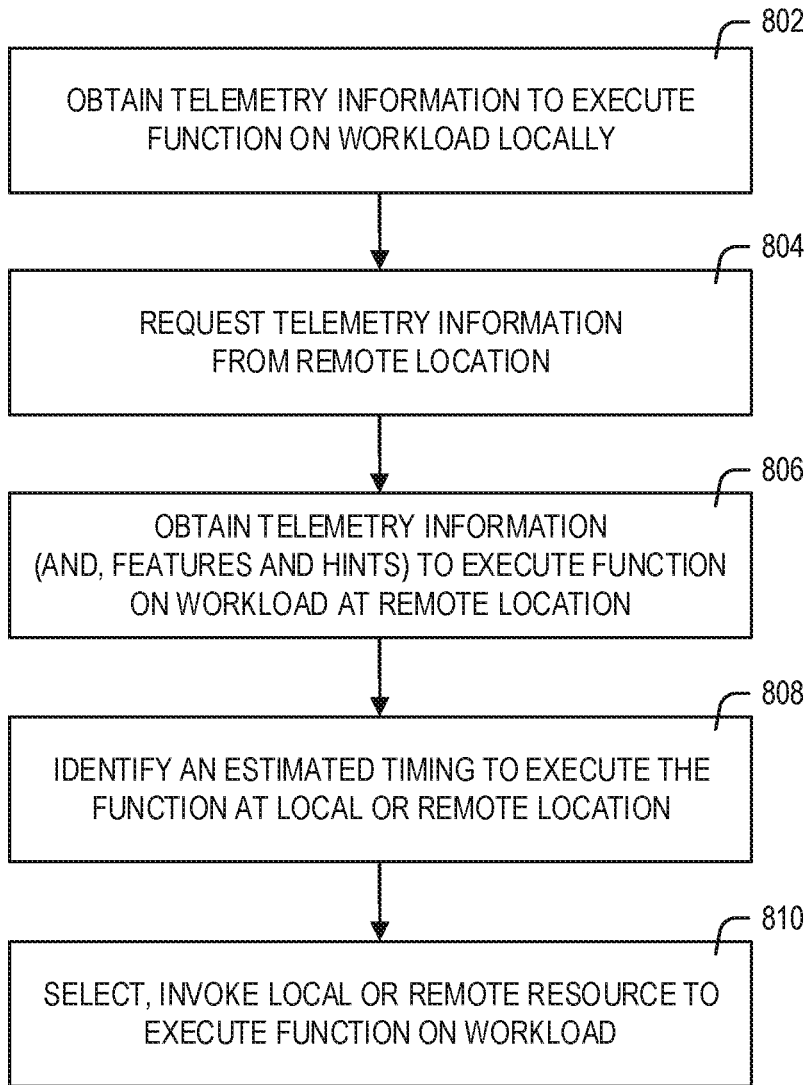 802
OBTAIN TELEMETRY INFORMATION TO EXECUTE
FUNCTION ON WORKLOAD LOCALLY
804
REQUEST TELEMETRY INFORMATION
FROM REMOTE LOCATION
806
OBTAIN TELEMETRY INFORMATION
(AND, FEATURES AND HINTS) TO EXECUTE FUNCTION
ON WORKLOAD AT REMOTE LOCATION
808
IDENTIFY AN ESTIMATED TIMING TO EXECUTE THE
FUNCTION AT LOCAL OR REMOTE LOCATION
810
SELECT, INVOKE LOCAL OR REMOTE RESOURCE TO
EXECUTE FUNCTION ON WORKLOAD